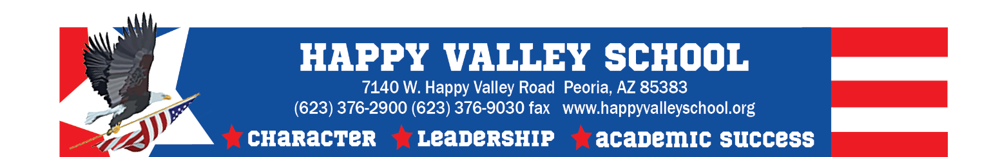 HAPPY VALLEY SCHOOL
7140 W. Happy Valley Road  Peoria, AZ 85383
(623) 376-2900 (623) 376-9030 fax   www.happyvalleyschool.org
CHARACTER LEADERSHIP ACADEMIC SUCCESS